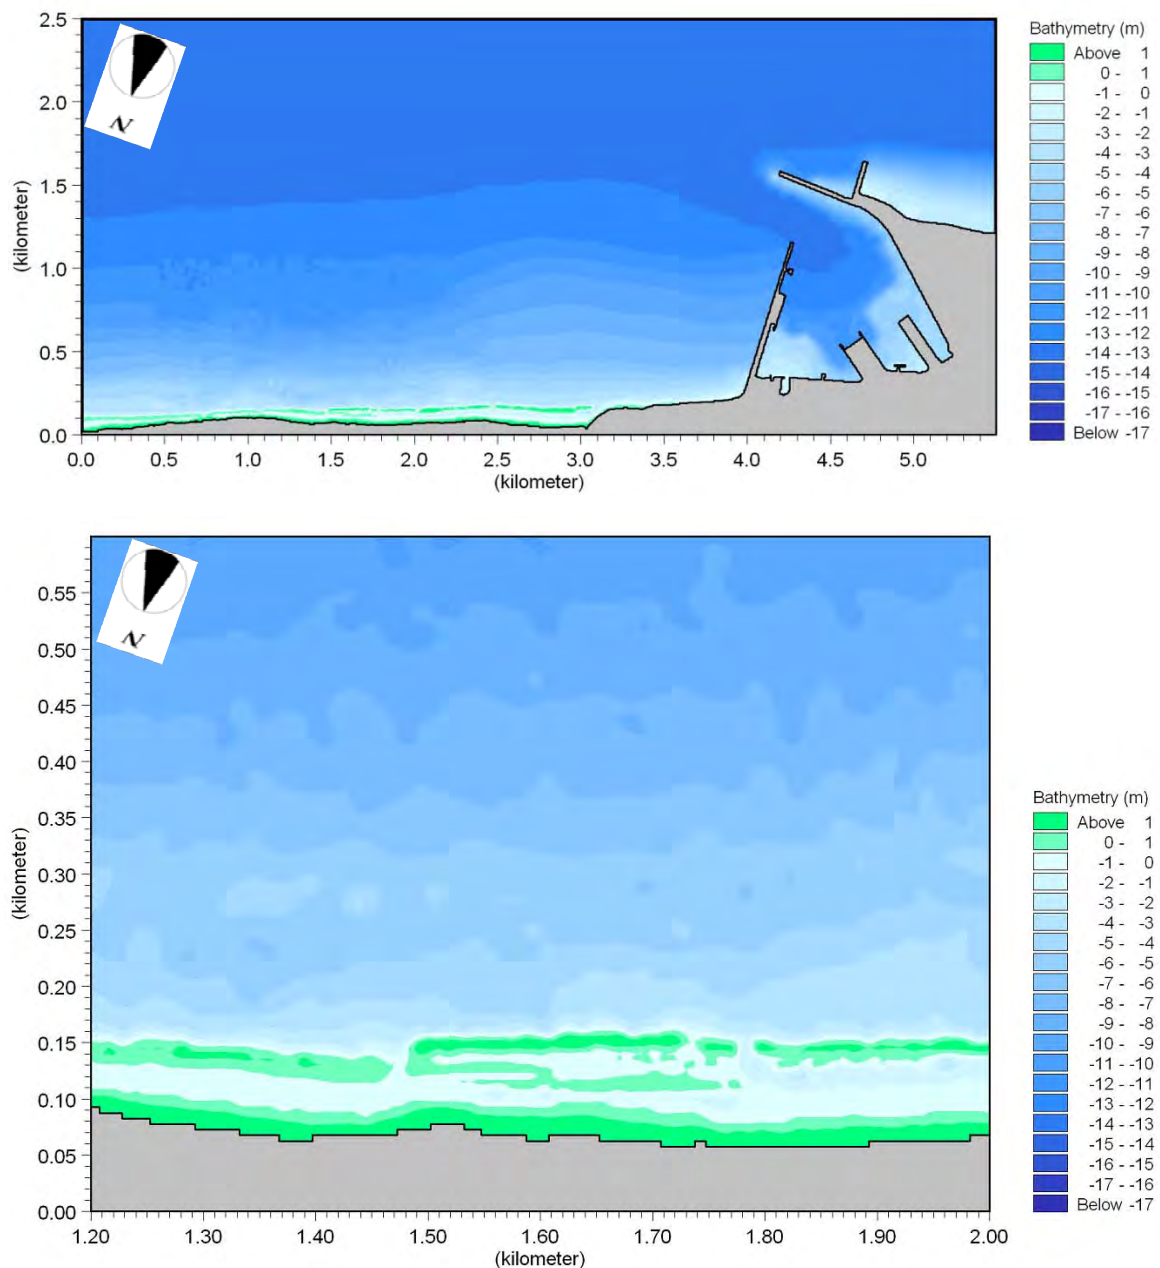 2.5
2.0
1.5
1.0
0.5
0.0
(kilometer)
N
0.0 0.5 1.0 1.5 2.0 2.5 3.0 3.5 4.0 4.5 5.0
(kilometer)
Bathymetry (m)
Above 1
0 - 1
-1 - 0
-2 - -1
-3 - -2
-4 - -3
-5 - -4
-6 - -5
-7 - -6
-8 - -7
-9 - -8
-10 - -9
-11 - -10
-12 - -11
-13 - -12
-14 - -13
-15 - -14
-16 - -15
-17 - -16
Below -17
0.55
0.50
0.45
0.40
0.35
0.30
0.25
0.20
0.15
0.10
0.05
0.00
(kilometer)
N
1.20 1.30 1.40 1.50 1.60 1.70 1.80 1.90 2.00
(kilometer)
Bathymetry (m)
Above 1
0 - 1
-1 - 0
-2 - -1
-3 - -2
-4 - -3
-5 - -4
-6 - -5
-7 - -6
-8 - -7
-9 - -8
-10 - -9
-11 - -10
-12 - -11
-13 - -12
-14 - -13
-15 - -14
-16 - -15
-17 - -16
Below -17